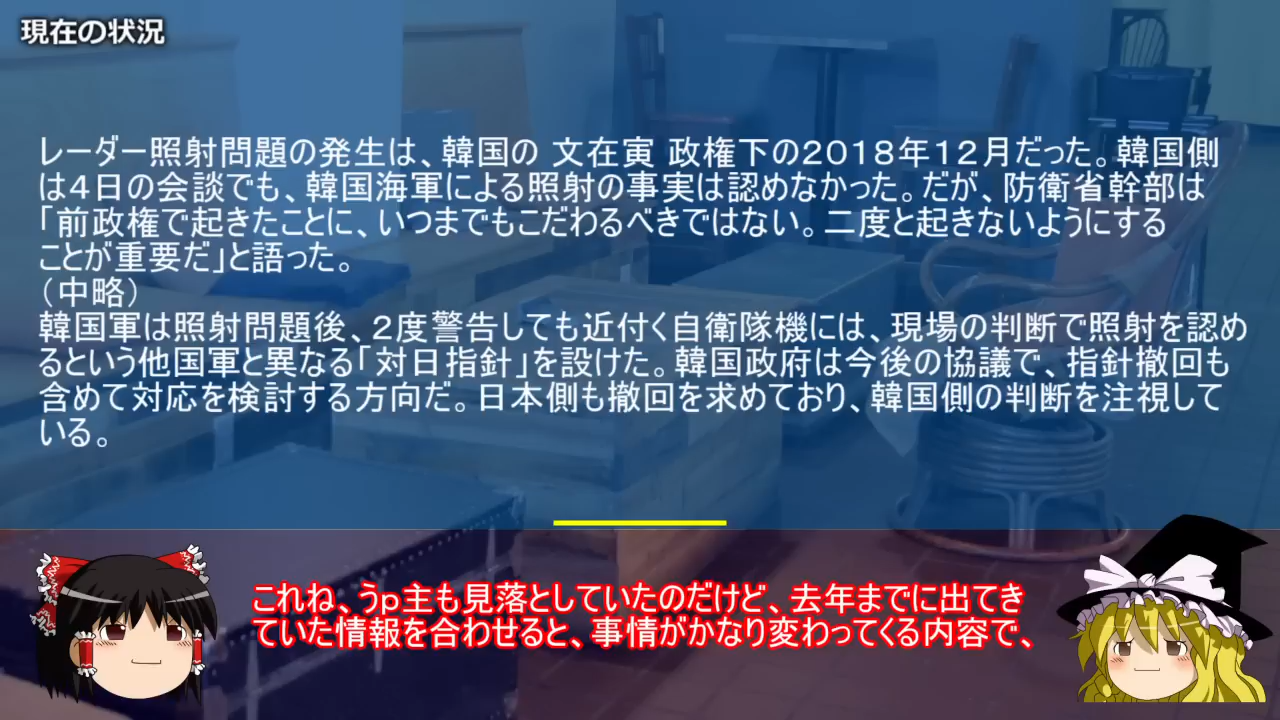 現在の状況
レーダー照射問題の発生は、韓国の 文在寅 政権下の2018年12月だった。韓国側
は4日の会談でも、韓国海軍による照射の事実は認めなかった。だが、防衛省幹部は
「前政権で起きたことに、いつまでもこだわるべきではない。二度と起きないようにする
ことが重要だ」と語った。
（中略）
韓国軍は照射問題後、2度警告しても近付く自衛隊機には、現場の判断で照射を認め
るという他国軍と異なる「対日指針」を設けた。韓国政府は今後の協議で、指針撤回も
含めて対応を検討する方向だ。日本側も撤回を求めており、韓国側の判断を注視して
いる。
これね、うp主も見落としていたのだけど、去年までに出てき
ていた情報を合わせると、事情がかなり変わってくる内容で、